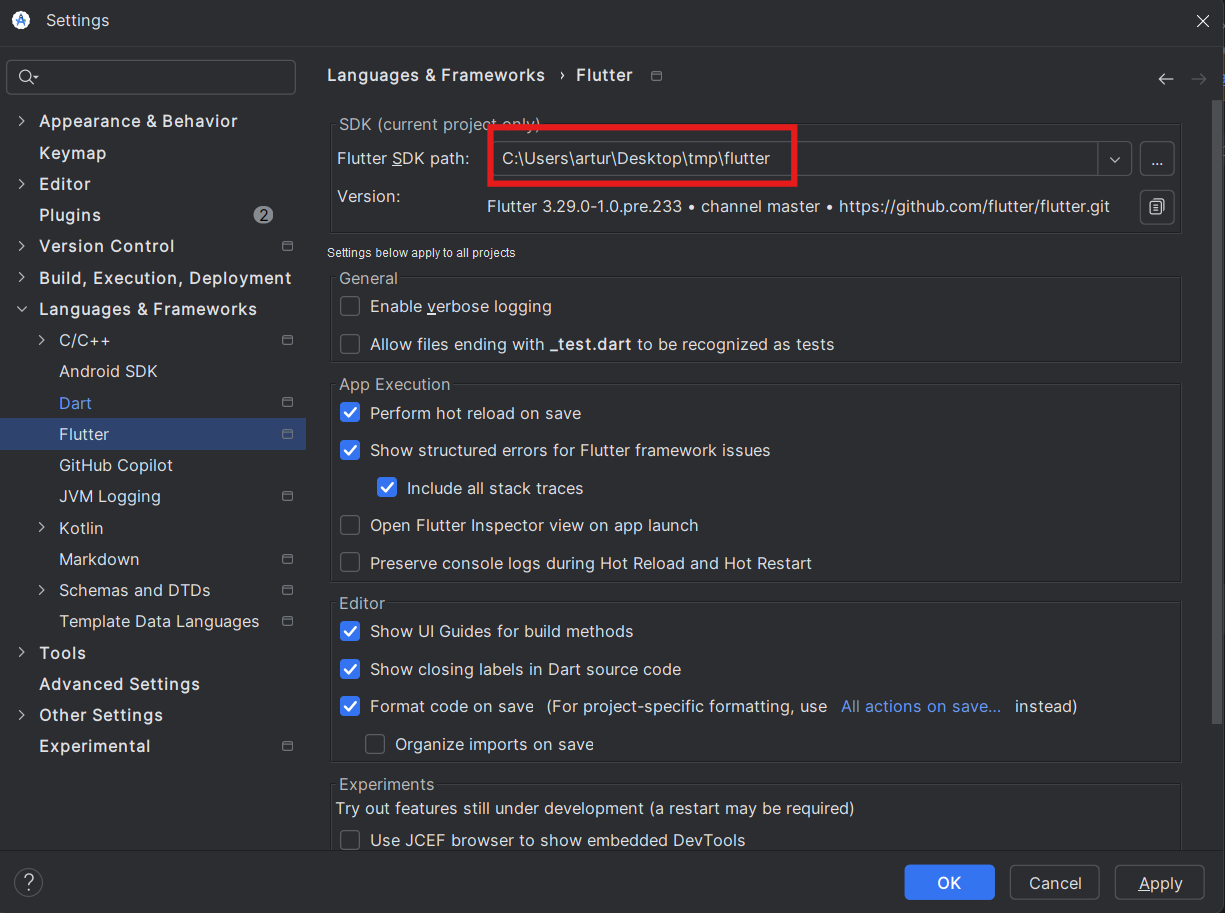 Settings
Appearance & Behavior
Keymap
Editor
Plugins
2
Version Control
Build, Execution, Deployment
Languages & Frameworks
C/C++
Android SDK
Dart
Flutter
GitHub Copilot
JVM Logging
Kotlin
Markdown
Schemas and DTDs
Template Data Languages
Tools
Advanced Settings
Other Settings
Experimental
Languages & Frameworks › Flutter
SDK (current project only)
Flutter SDK path: C:\Users\artur\Desktop\tmp\flutter ...
Version: Flutter 3.29.0-1.0.pre.233 • channel master • https://github.com/flutter/flutter.git
Settings below apply to all projects
General
Enable verbose logging
Allow files ending with _test.dart to be recognized as tests
App Execution
Perform hot reload on save
Show structured errors for Flutter framework issues
Include all stack traces
Open Flutter Inspector view on app launch
Preserve console logs during Hot Reload and Hot Restart
Editor
Show UI Guides for build methods
Show closing labels in Dart source code
Format code on save (For project-specific formatting, use All actions on save... instead)
Organize imports on save
Experiments
Try out features still under development (a restart may be required)
Use JCEF browser to show embedded DevTools
?
OK Cancel Apply